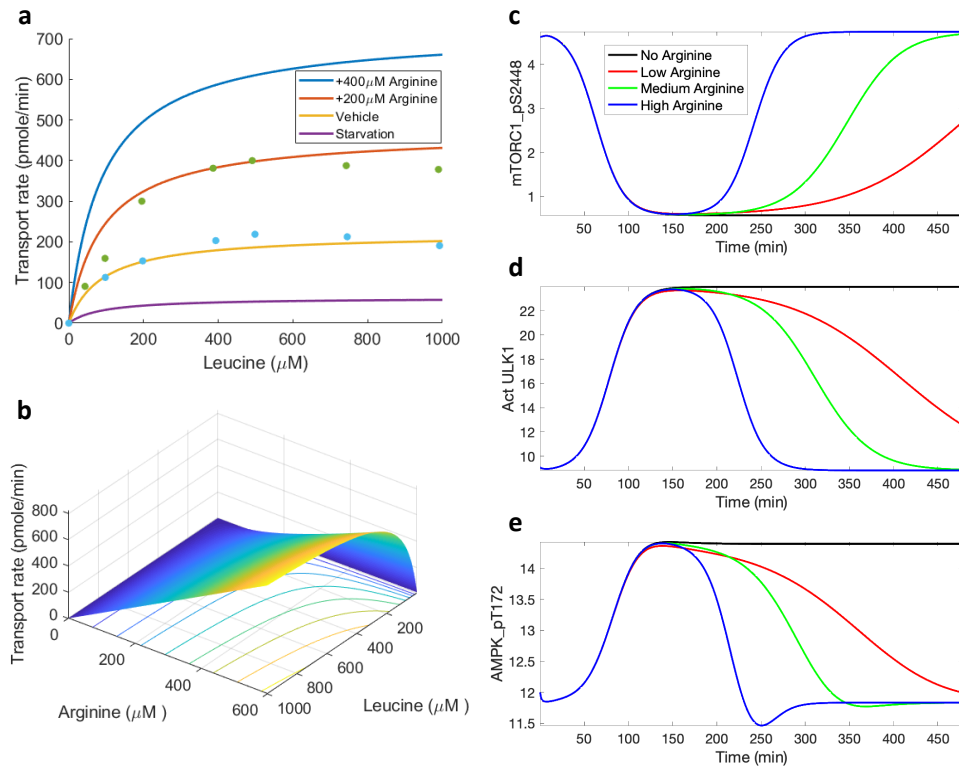 a
700
600
500
400
300
200
100
0
Transport rate (pmole/min)
+400μM Arginine
+200μM Arginine
Vehicle
Starvation
0 200 400 600 800 1000
Leucine (μM)
b
800
600
400
200
0
Transport rate (pmole/min)
0
200
400
600
Arginine (μM )
200
400
600
800
1000
Leucine (μM )
c
4
3
2
1
mTORC1_pS2448
No Arginine
Low Arginine
Medium Arginine
High Arginine
50 100 150 200 250 300 350 400 450
Time (min)
d
22
20
18
16
14
12
10
Act ULK1
50 100 150 200 250 300 350 400 450
Time (min)
e
14
13.5
13
12.5
12
11.5
AMPK_pT172
50 100 150 200 250 300 350 400 450
Time (min)